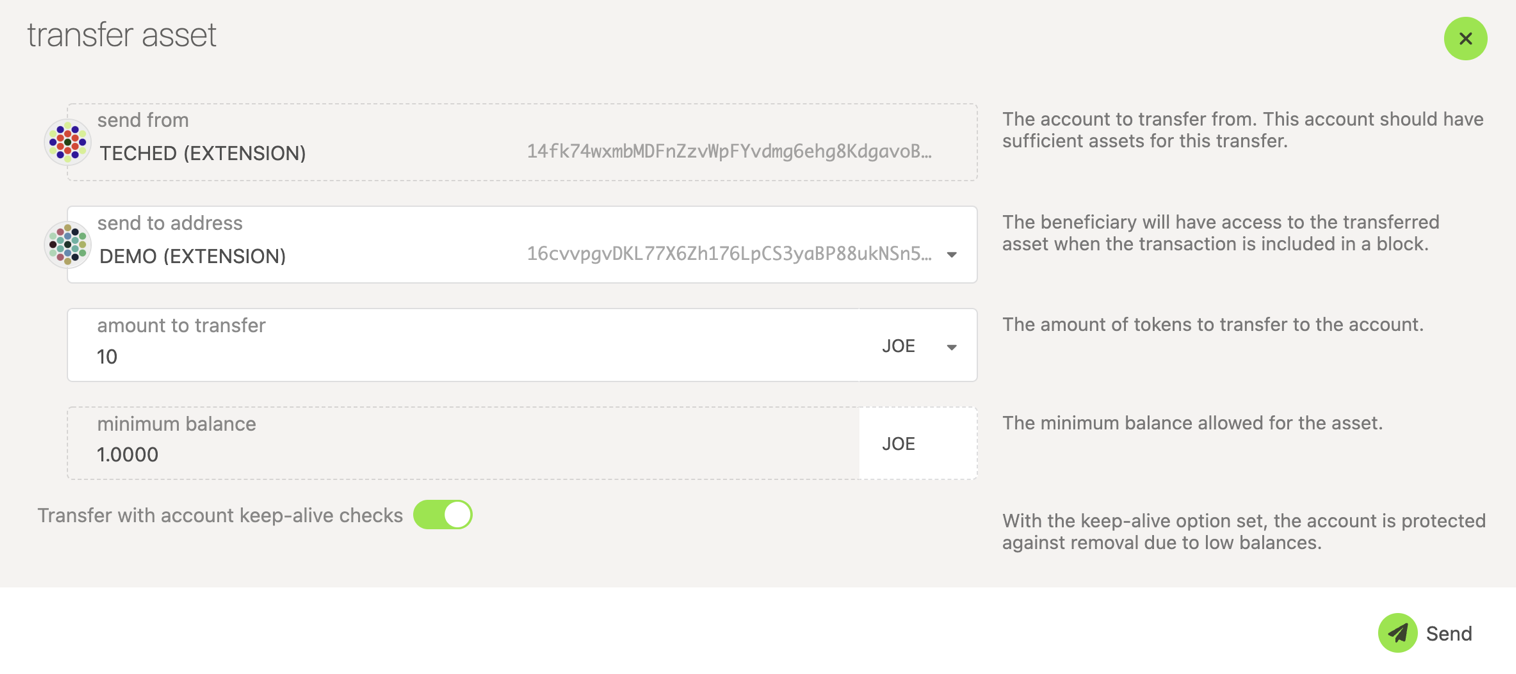 transfer asset
send from
TECHED (EXTENSION)
14fk74wxmbMDFnZzvWpFYvdmg6ehg8KdgavoB…
The account to transfer from. This account should have
sufficient assets for this transfer.
send to address
DEMO (EXTENSION)
16cvvpgvDKL77X6Zh176LpCS3yaBP88ukNSn5…
The beneficiary will have access to the transferred
asset when the transaction is included in a block.
amount to transfer
10
JOE
The amount of tokens to transfer to the account.
minimum balance
1.0000
JOE
The minimum balance allowed for the asset.
Transfer with account keep-alive checks
With the keep-alive option set, the account is protected
against removal due to low balances.
Send